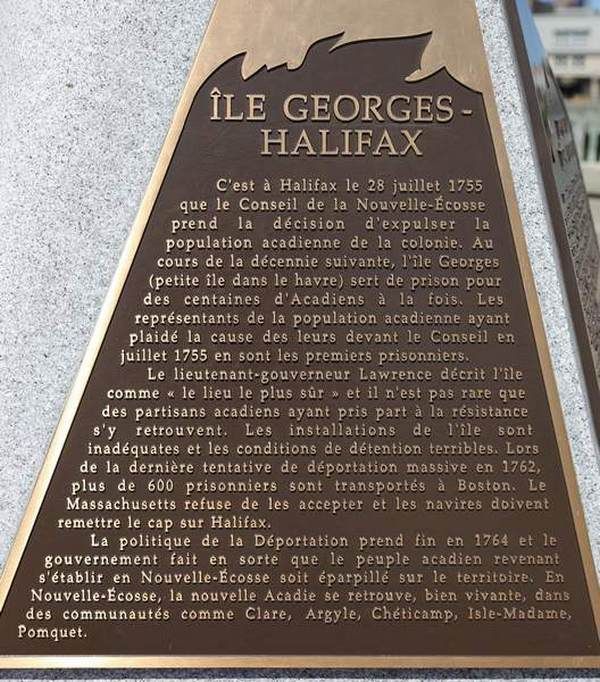 ÎLE GEORGES -
HALIFAX
C'est à Halifax le 28 juillet 1755
que le Conseil de la Nouvelle-Écosse
prend la décision d'expulser la
population acadienne de la colonie. Au
cours de la décennie suivante, l'île Georges
(petite île dans le havre) sert de prison pour
des centaines d'Acadiens à la fois. Les
représentants de la population acadienne ayant
plaidé la cause des leurs devant le Conseil en
juillet 1755 en sont les premiers prisonniers.
Le lieutenant-gouverneur Lawrence décrit l'île
comme « le lieu le plus sûr » et il n'est pas rare que
des partisans acadiens ayant pris part à la résistance
s'y retrouvent. Les installations de l'île sont
inadéquates et les conditions de détention terribles. Lors
de la dernière tentative de déportation massive en 1762,
plus de 600 prisonniers sont transportés à Boston. Le
Massachusetts refuse de les accepter et les navires doivent
remettre le cap sur Halifax.
La politique de la Déportation prend fin en 1764 et le
gouvernement fait en sorte que le peuple acadien revenant
s'établir en Nouvelle-Écosse soit éparpillé sur le territoire. En
Nouvelle-Écosse, la nouvelle Acadie se retrouve, bien vivante, dans
des communautés comme Clare, Argyle, Chéticamp, Isle-Madame,
Pomquet.